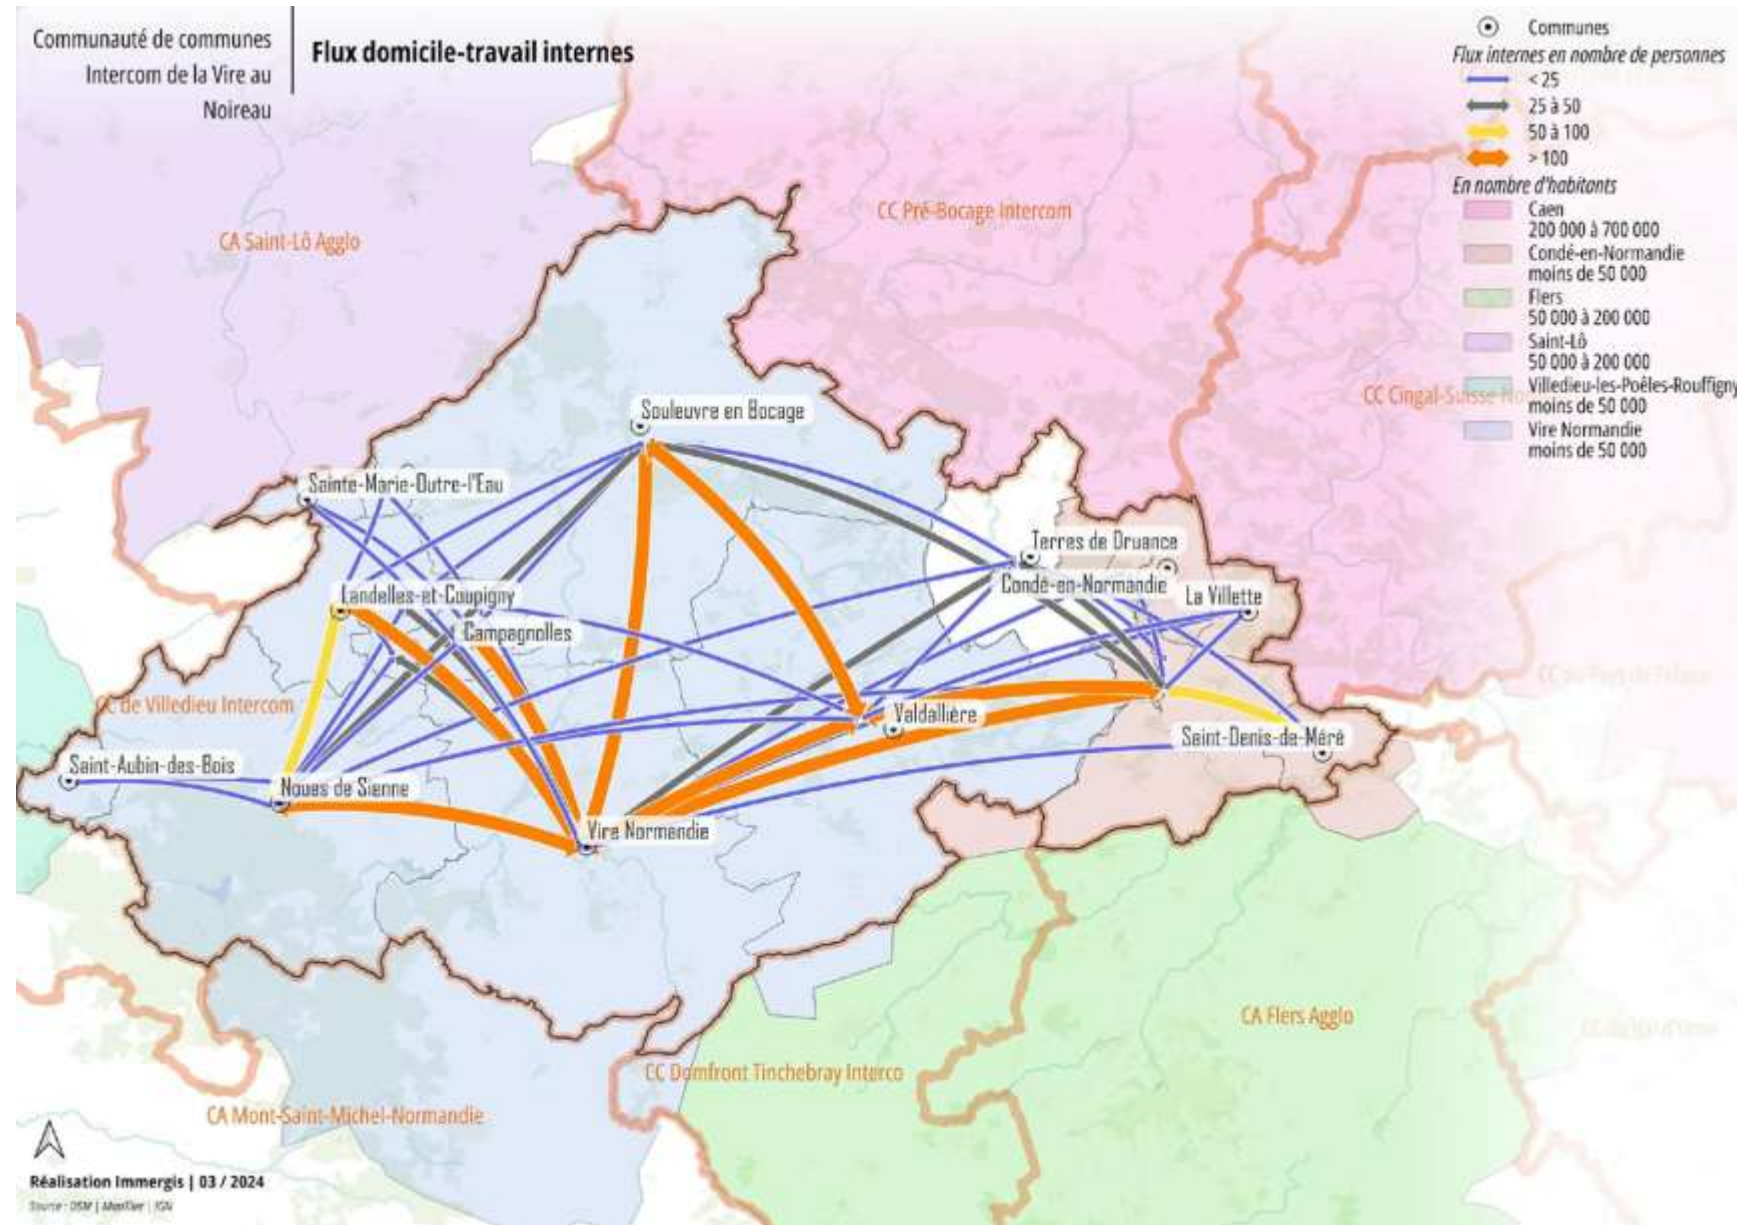 Communauté de communes
Intercom de la Vire au
Noireau
Flux domicile-travail internes
Communes
Flux internes en nombre de personnes
< 25
25 à 50
50 à 100
> 100
En nombre d'habitants
Caen
200 000 à 700 000
Condé-en-Normandie
moins de 50 000
Flers
50 000 à 200 000
Saint-Lô
50 000 à 200 000
Villedieu-les-Poêles-Rouffigny
moins de 50 000
Vire Normandie
moins de 50 000
CC Pré-Bocage Intercom
CA Saint-Lô Agglo
CC Cingal-Suisse
Souleuvre en Bocage
Sainte-Marie-Outre-l'Eau
Terres de Druance
Condé-en-Normandie
La Villette
Landelles-et-Coupigny
Campagnolles
CC de Villedieu Intercom
Valdallière
Saint-Denis-de-Méré
Saint-Aubin-des-Bois
Noues de Sienne
Vire Normandie
CA Flers Agglo
CC Domfront Tinchebray Interco
CA Mont-Saint-Michel-Normandie
Réalisation Immergis | 03 / 2024
Source : OSM | | IGN